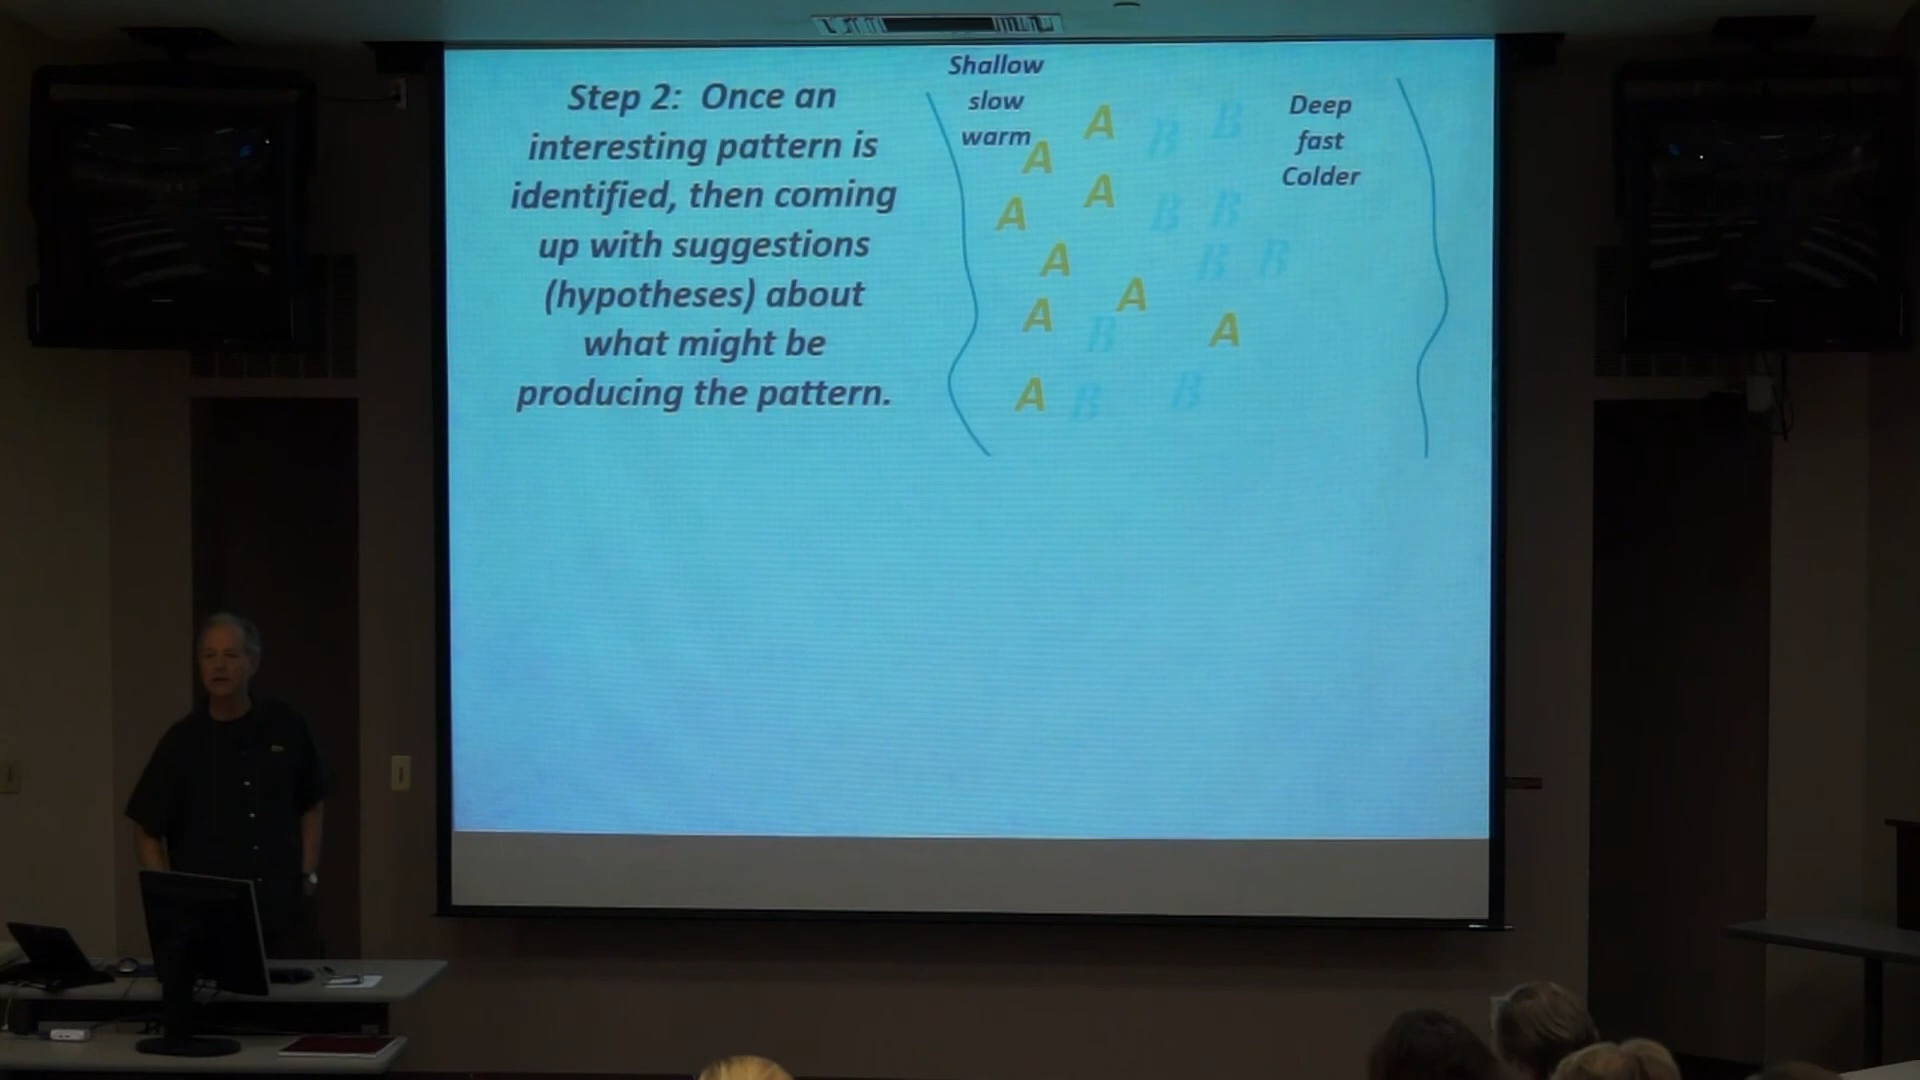 Step 2:  Once an
interesting pattern is
identified, then coming
up with suggestions
(hypotheses) about
what might be
producing the pattern.
Shallow
slow
warm
Deep
fast
Colder
A B B
A
A
A B B
A B B
A
A B A
A B B